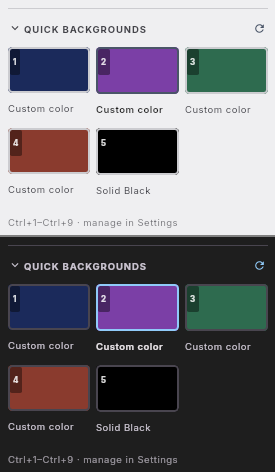 QUICK BACKGROUNDS
1 2 3
Custom color Custom color Custom color
4 5
Custom color Solid Black
Ctrl+1–Ctrl+9 · manage in Settings
QUICK BACKGROUNDS
1 2 3
Custom color Custom color Custom color
4 5
Custom color Solid Black
Ctrl+1–Ctrl+9 · manage in Settings